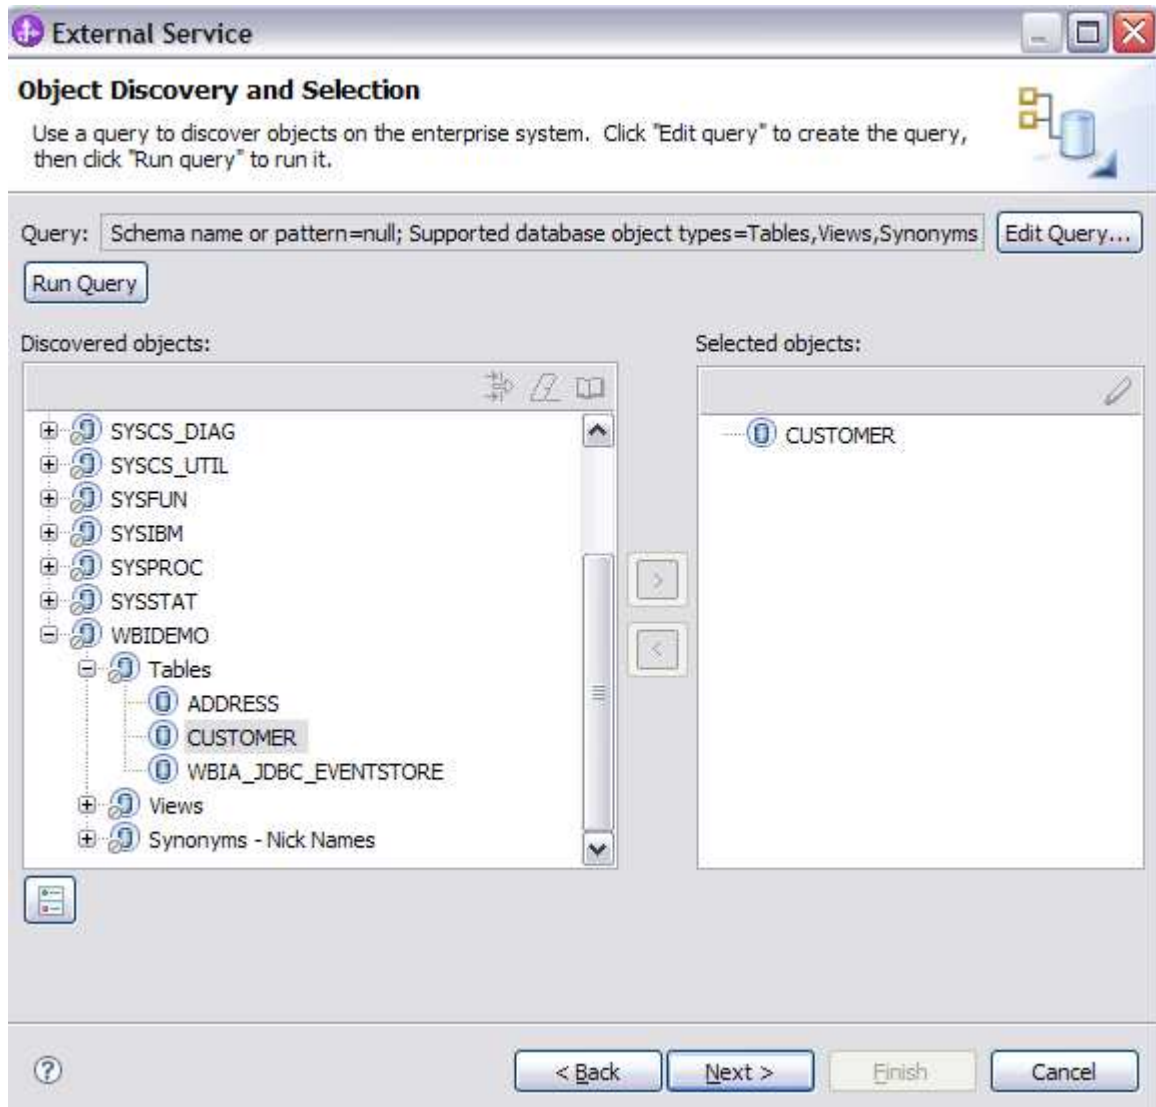 External Service
Object Discovery and Selection
Use a query to discover objects on the enterprise system. Click "Edit query" to create the query,
then click "Run query" to run it.
Query: Schema name or pattern=null; Supported database object types=Tables,Views,Synonyms Edit Query...
Run Query
Discovered objects:
SYSCS_DIAG
SYSCS_UTIL
SYSFUN
SYSIBM
SYSPROC
SYSSTAT
WBIDEMO
Tables
ADDRESS
CUSTOMER
WBIA_JDBC_EVENTSTORE
Views
Synonyms - Nick Names
Selected objects:
CUSTOMER
>
<
? < Back Next > Finish Cancel